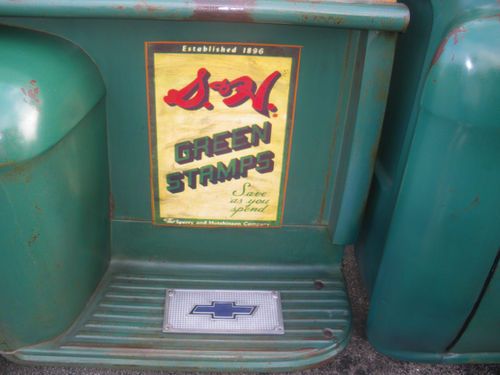 Established 1896
S.&H.
GREEN
STAMPS
Save
as you
spend
The Sperry and Hutchinson Company